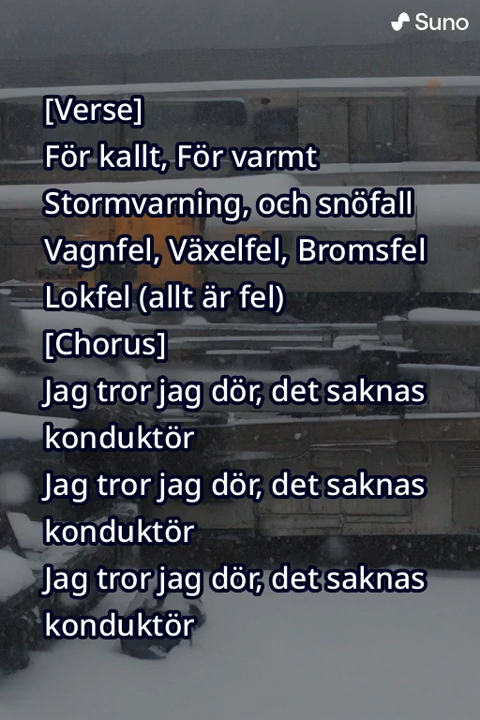 Suno
[Verse]
För kallt, För varmt
Stormvarning, och snöfall
Vagnfel, Växelfel, Bromsfel
Lokfel (allt är fel)
[Chorus]
Jag tror jag dör, det saknas
konduktör
Jag tror jag dör, det saknas
konduktör
Jag tror jag dör, det saknas
konduktör